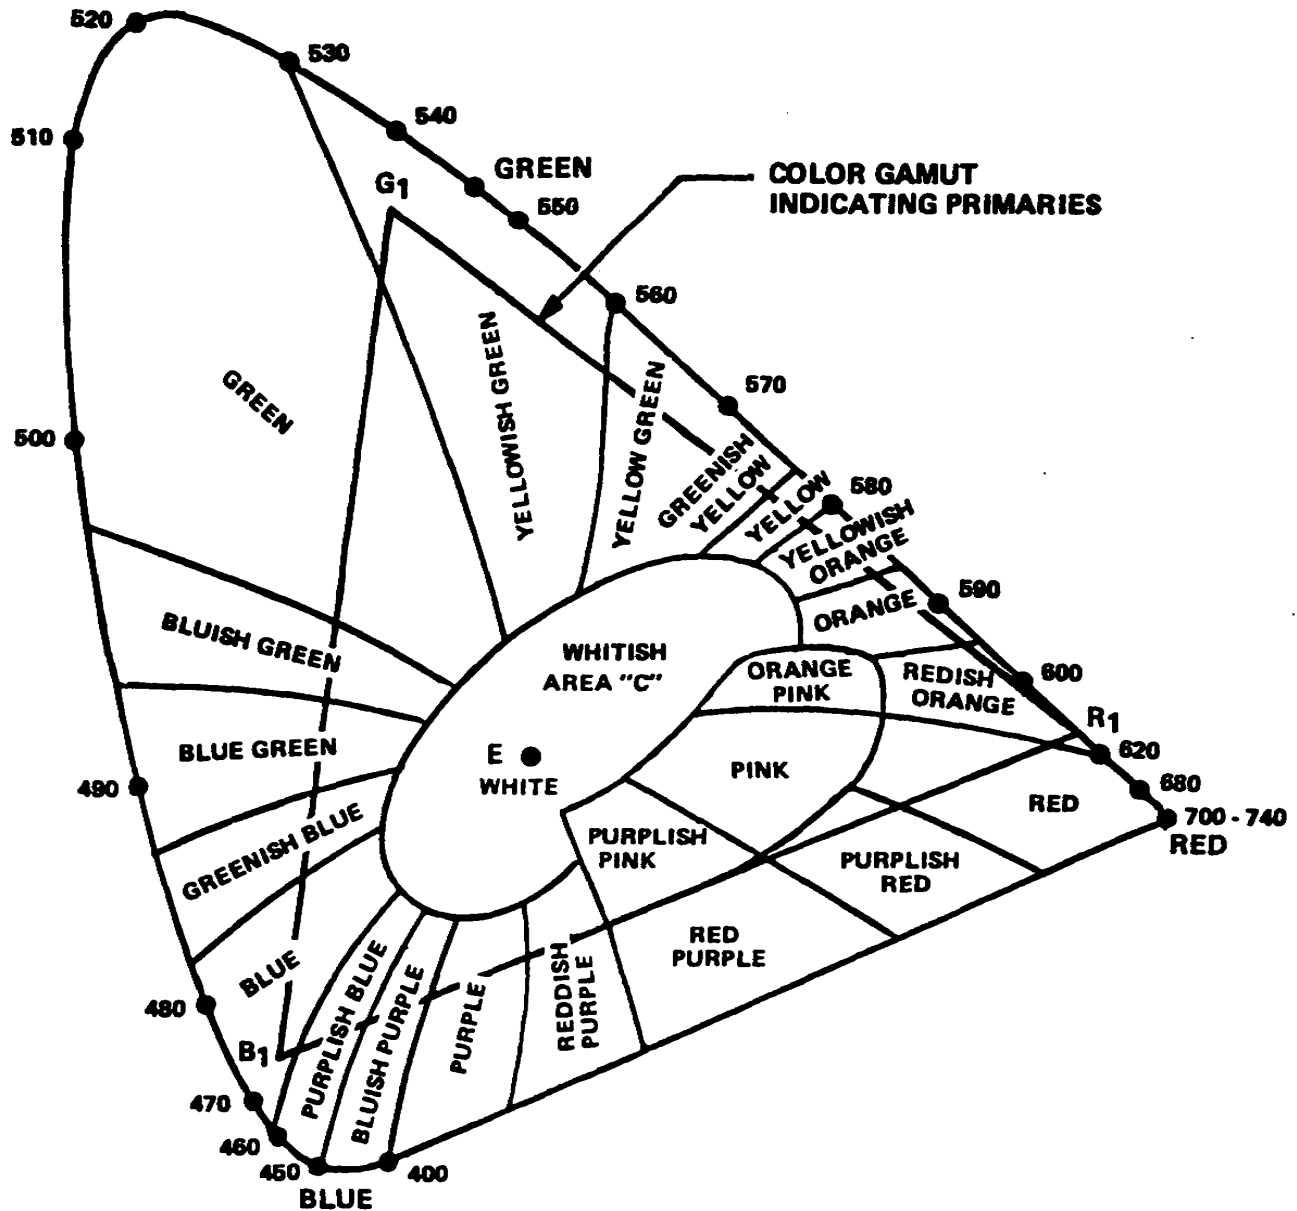 520
530
510
540
GREEN
G1
550
COLOR GAMUT
INDICATING PRIMARIES
560
YELLOWISH GREEN
YELLOW GREEN
570
GREEN
500
GREENISH
YELLOW
YELLOW
580
YELLOWISH
ORANGE
590
ORANGE
BLUISH GREEN
WHITISH
AREA "C"
ORANGE
PINK
REDISH
ORANGE
600
R1
620
BLUE GREEN
E
WHITE
PINK
680
490
RED
700 - 740
RED
GREENISH BLUE
PURPLISH
PINK
PURPLISH
RED
BLUE
RED
PURPLE
480
PURPLISH BLUE
BLUISH PURPLE
PURPLE
REDDISH
PURPLE
B1
470
460
450
400
BLUE